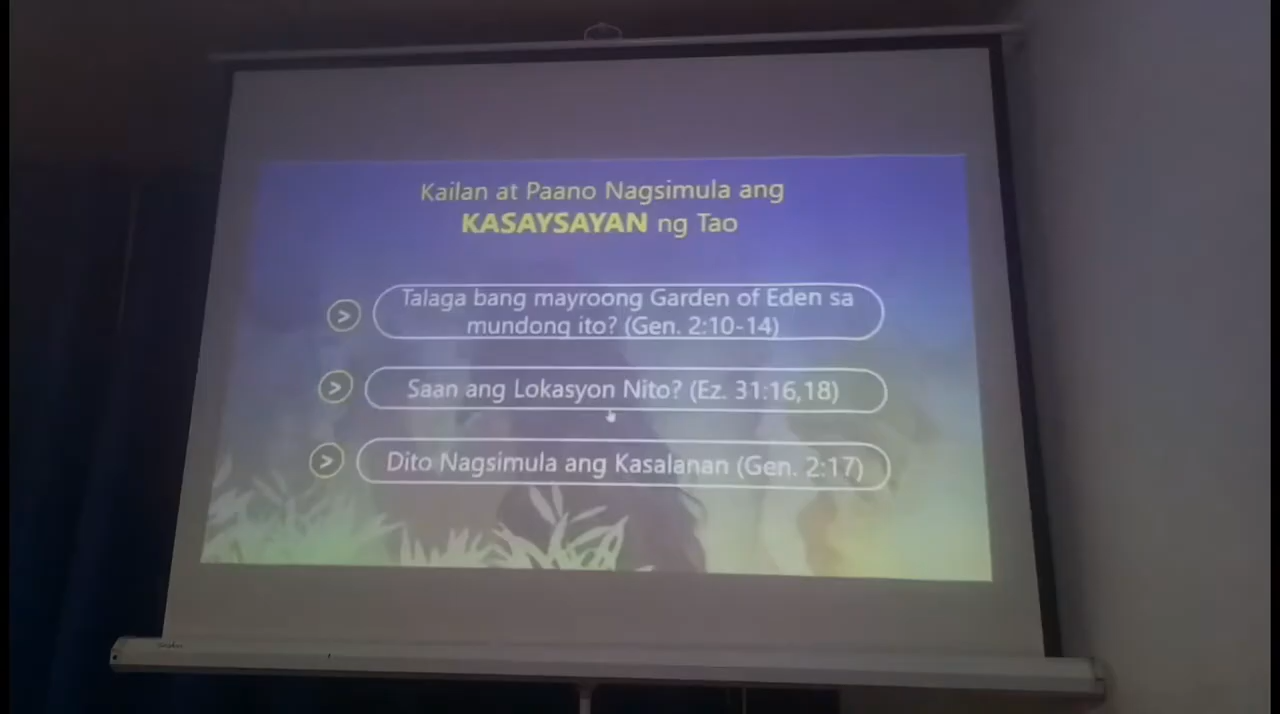 Kailan at Paano Nagsimula ang
KASAYSAYAN ng Tao
> Talaga bang mayroong Garden of Eden sa
mundong ito? (Gen. 2:10-14)
> Saan ang Lokasyon Nito? (Ez. 31:16,18)
> Dito Nagsimula ang Kasalanan (Gen. 2:17)